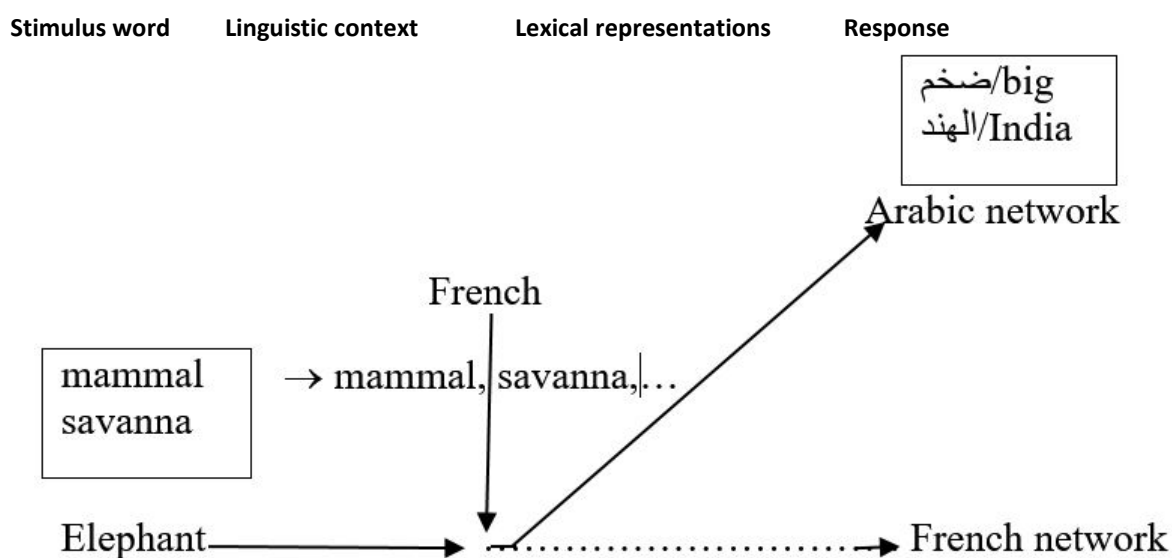 Stimulus word Linguistic context Lexical representations Response
ضخم/big
الهند/India
Arabic network
French
mammal
savanna
→ mammal, savanna,…
Elephant
French network